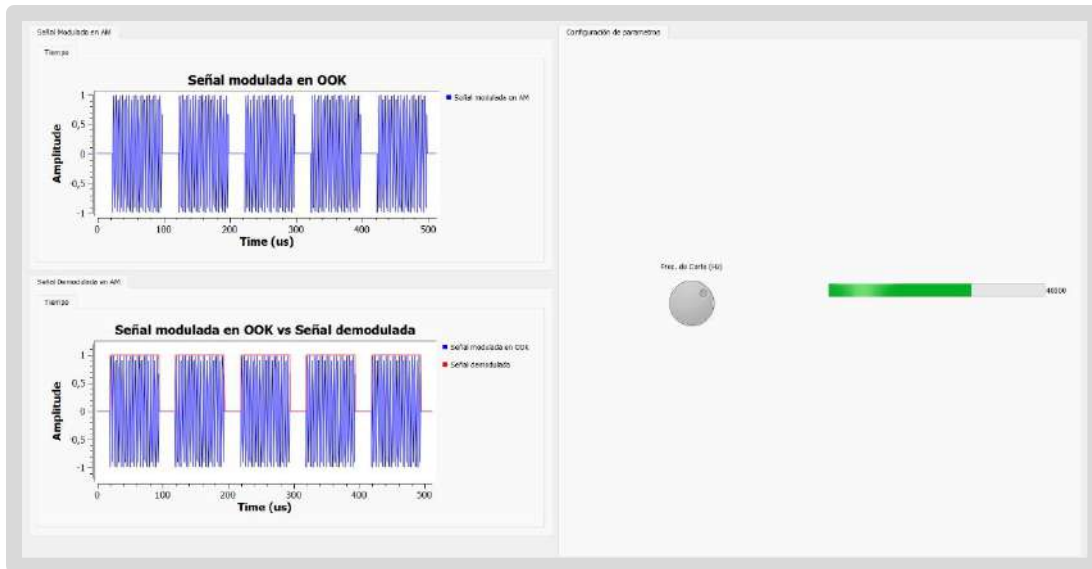 Señal Modulada en AM
Tiempo
Señal modulada en OOK
Señal modulada en AM
1
0,5
0
0,5
-1
Amplitude
0 100 200 300 400 500
Time (us)
Señal Demodulada en AM
Tiempo
Señal modulada en OOK vs Señal demodulada
Señal modulada en OOK
Señal demodulada
1
0,5
0
0,5
-1
Amplitude
0 100 200 300 400 500
Time (us)
Configuración de parametros
Frec. de Corte (Hz)